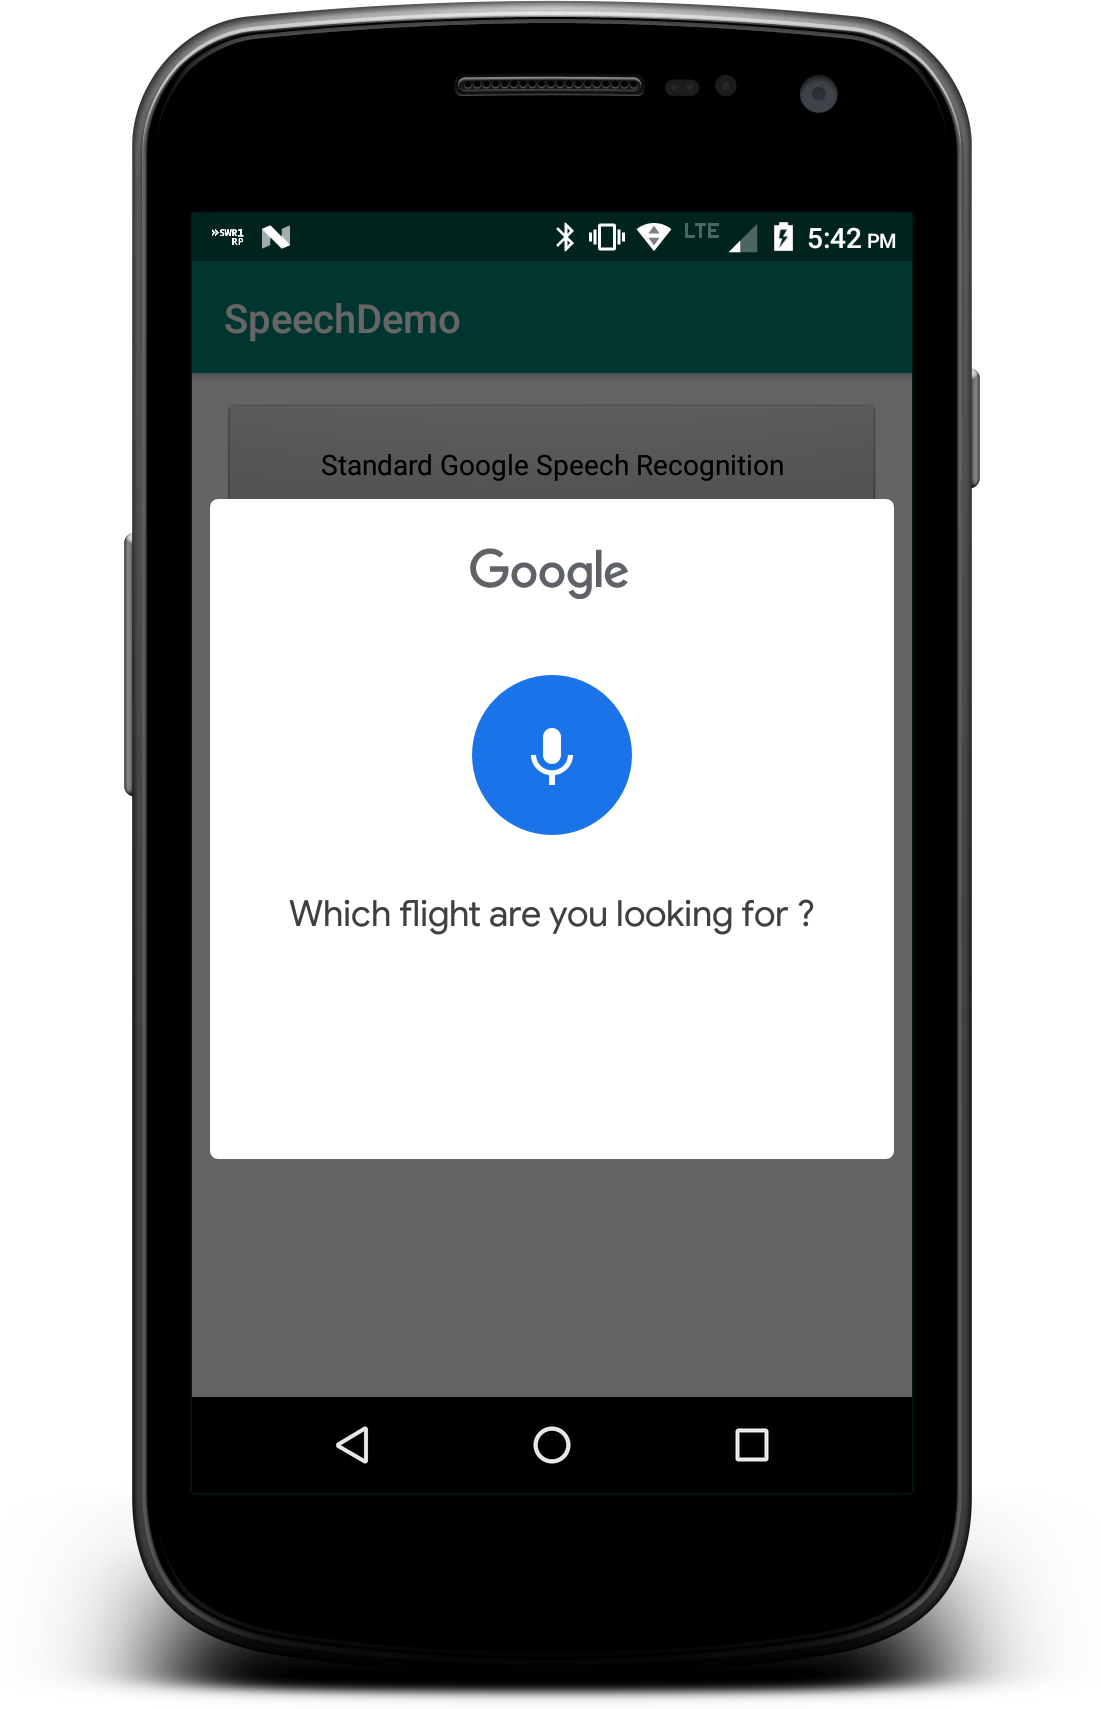 »SWR1
RP
LTE
5:42 PM
SpeechDemo
Standard Google Speech Recognition
Google
Which flight are you looking for ?